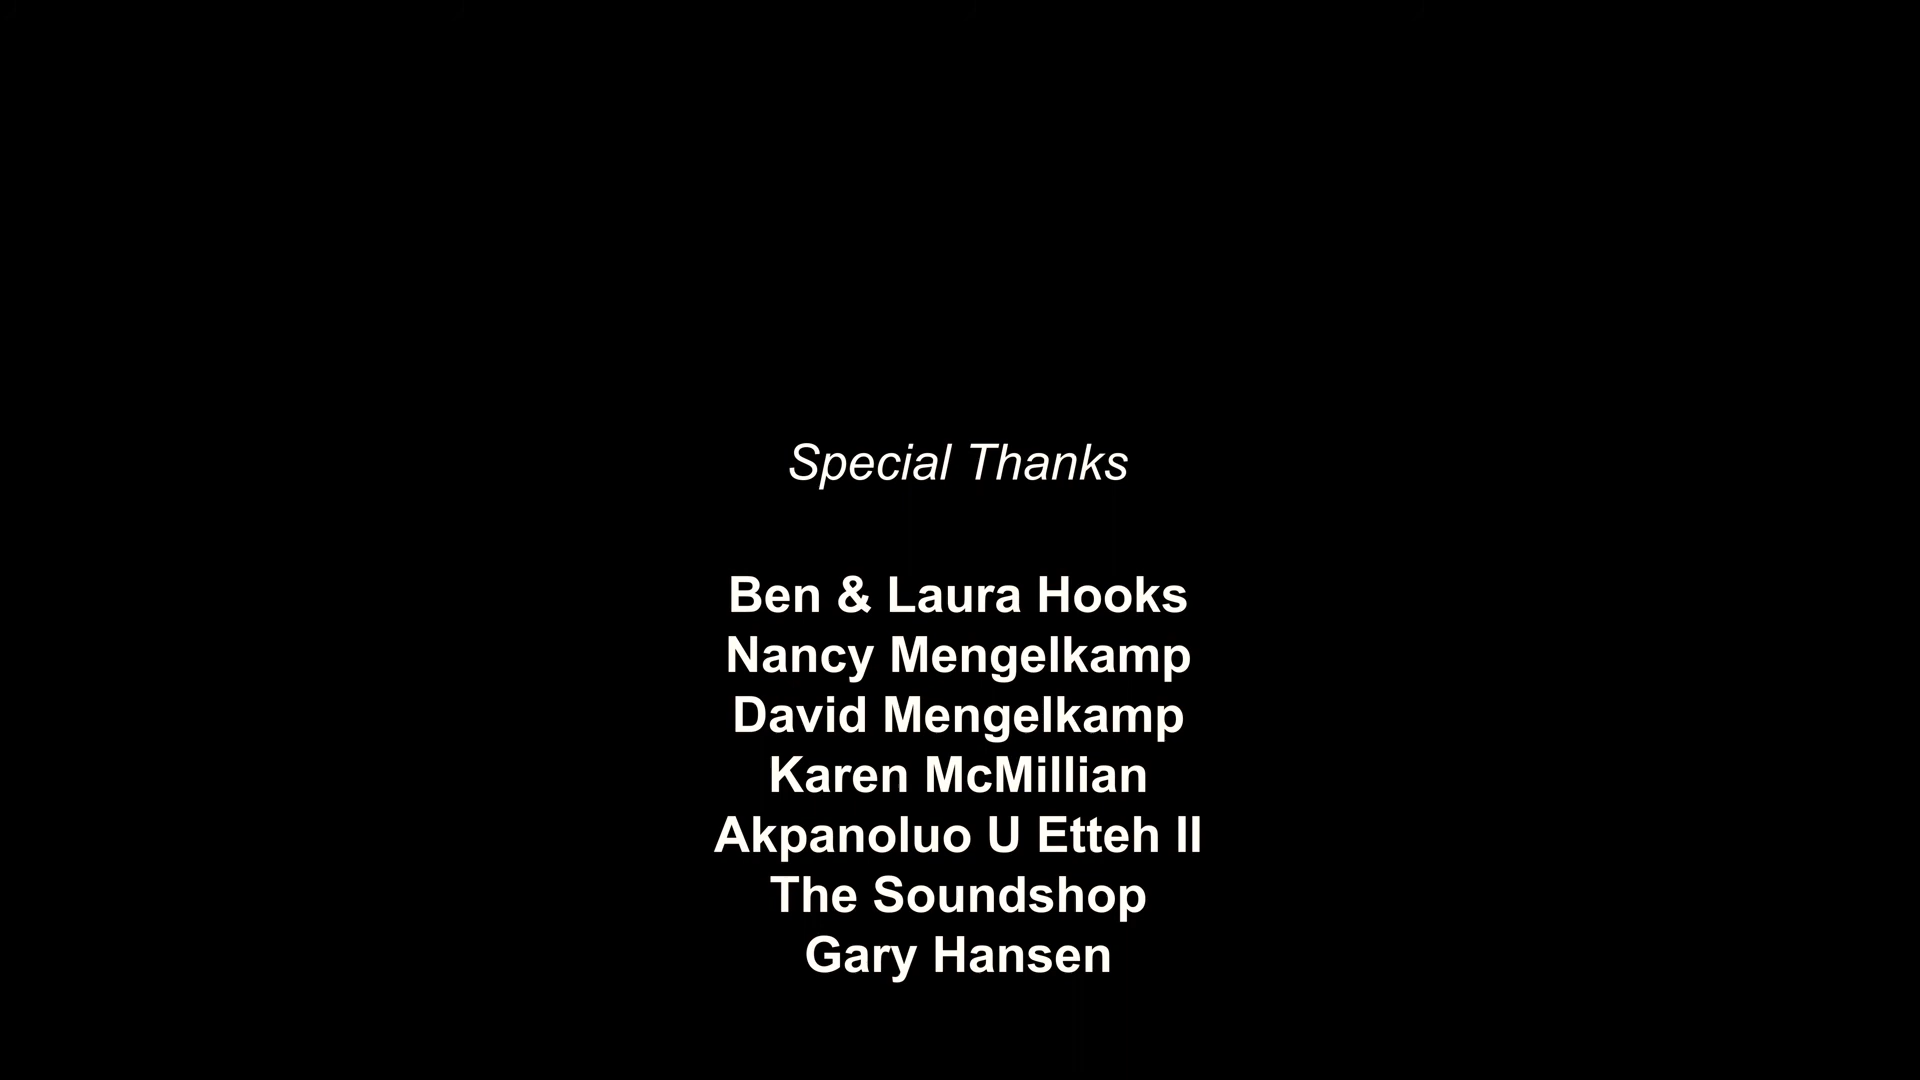 Special Thanks
Ben & Laura Hooks
Nancy Mengelkamp
David Mengelkamp
Karen McMillian
Akpanoluo U Etteh II
The Soundshop
Gary Hansen